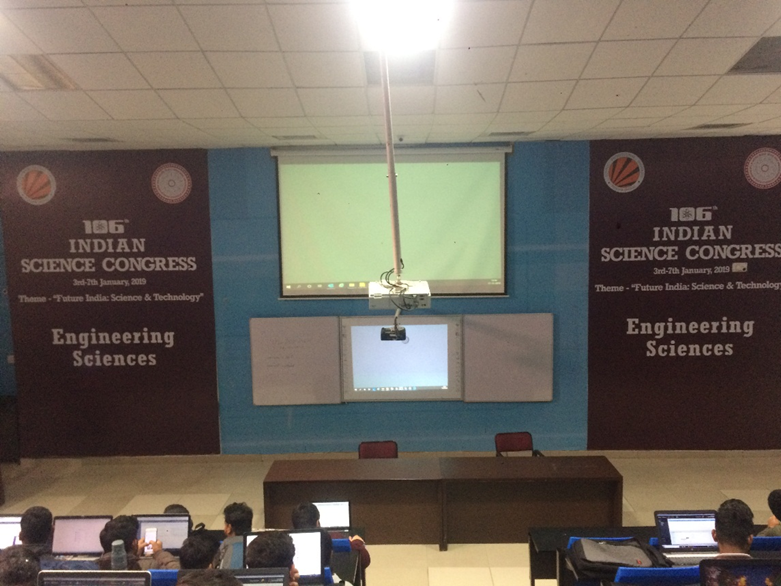 106th
INDIAN
SCIENCE CONGRESS
3rd-7th January, 2019
Theme - "Future India: Science & Technology"
Engineering
Sciences
106th
INDIAN
SCIENCE CONGRESS
3rd-7th January, 2019
Theme - "Future India: Science & Technology
Engineering
Sciences